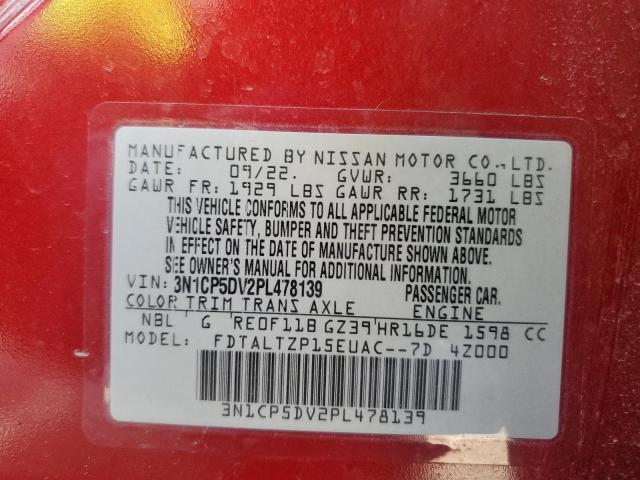 MANUFACTURED BY NISSAN MOTOR CO., LTD.
DATE: 09/22. GVWR: 3660 LBS
GAWR FR: 1929 LBS GAWR RR: 1731 LBS
THIS VEHICLE CONFORMS TO ALL APPLICABLE FEDERAL MOTOR
VEHICLE SAFETY, BUMPER AND THEFT PREVENTION STANDARDS
IN EFFECT ON THE DATE OF MANUFACTURE SHOWN ABOVE.
SEE OWNER'S MANUAL FOR ADDITIONAL INFORMATION.
VIN: 3N1CP5DV2PL478139 PASSENGER CAR.
COLOR TRIM TRANS AXLE ENGINE
NBL G RE0F11B GZ39 HR16DE 1598 CC
MODEL: FDTALTZP15EUAC--7D 4Z000
3N1CP5DV2PL478139